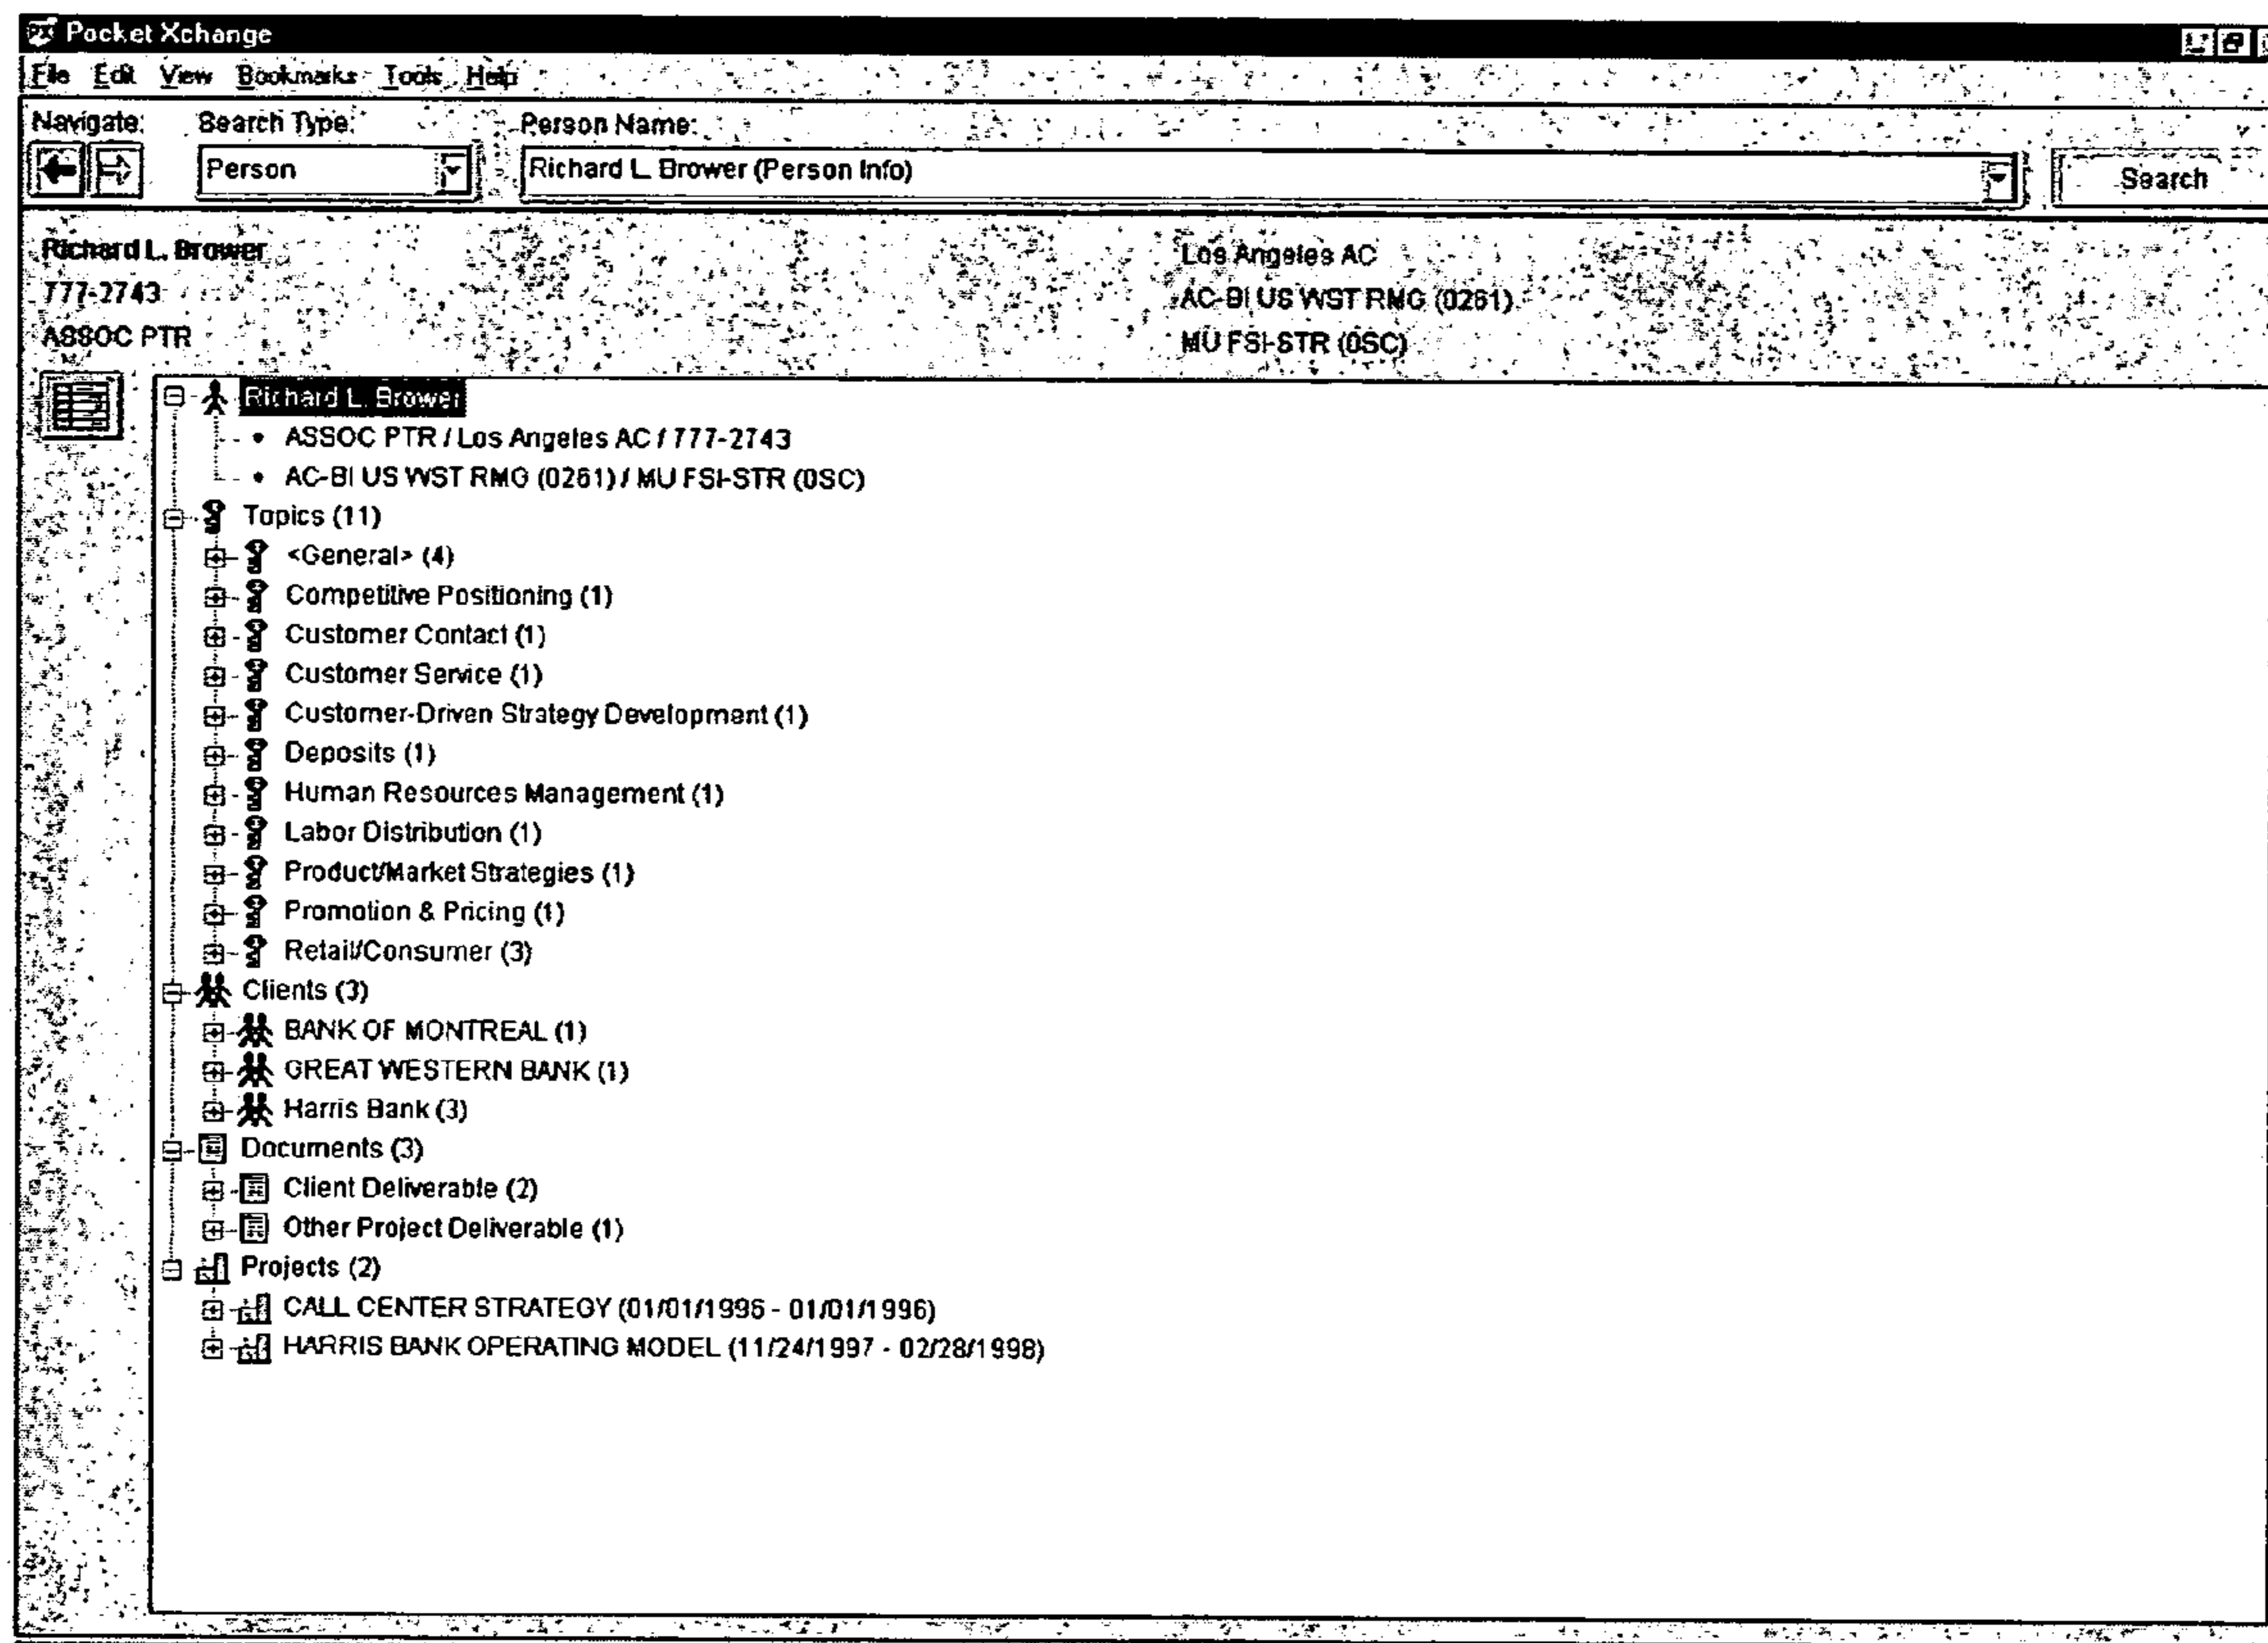 Pocket Xchange
File Edit View Bookmarks Tools Help
Navigate: Search Type: Person Name:
Person Richard L. Brower (Person Info) Search
Richard L. Brower Los Angeles AC
777-2743 AC-BI US WST RMG (0261)
ASSOC PTR MU FSI-STR (0SC)
Richard L. Brower
• ASSOC PTR / Los Angeles AC / 777-2743
• AC-BI US WST RMG (0261) / MU FSI-STR (0SC)
Topics (11)
<General> (4)
Competitive Positioning (1)
Customer Contact (1)
Customer Service (1)
Customer-Driven Strategy Development (1)
Deposits (1)
Human Resources Management (1)
Labor Distribution (1)
Product/Market Strategies (1)
Promotion & Pricing (1)
Retail/Consumer (3)
Clients (3)
BANK OF MONTREAL (1)
GREAT WESTERN BANK (1)
Harris Bank (3)
Documents (3)
Client Deliverable (2)
Other Project Deliverable (1)
Projects (2)
CALL CENTER STRATEGY (01/01/1996 - 01/01/1996)
HARRIS BANK OPERATING MODEL (11/24/1997 - 02/28/1998)